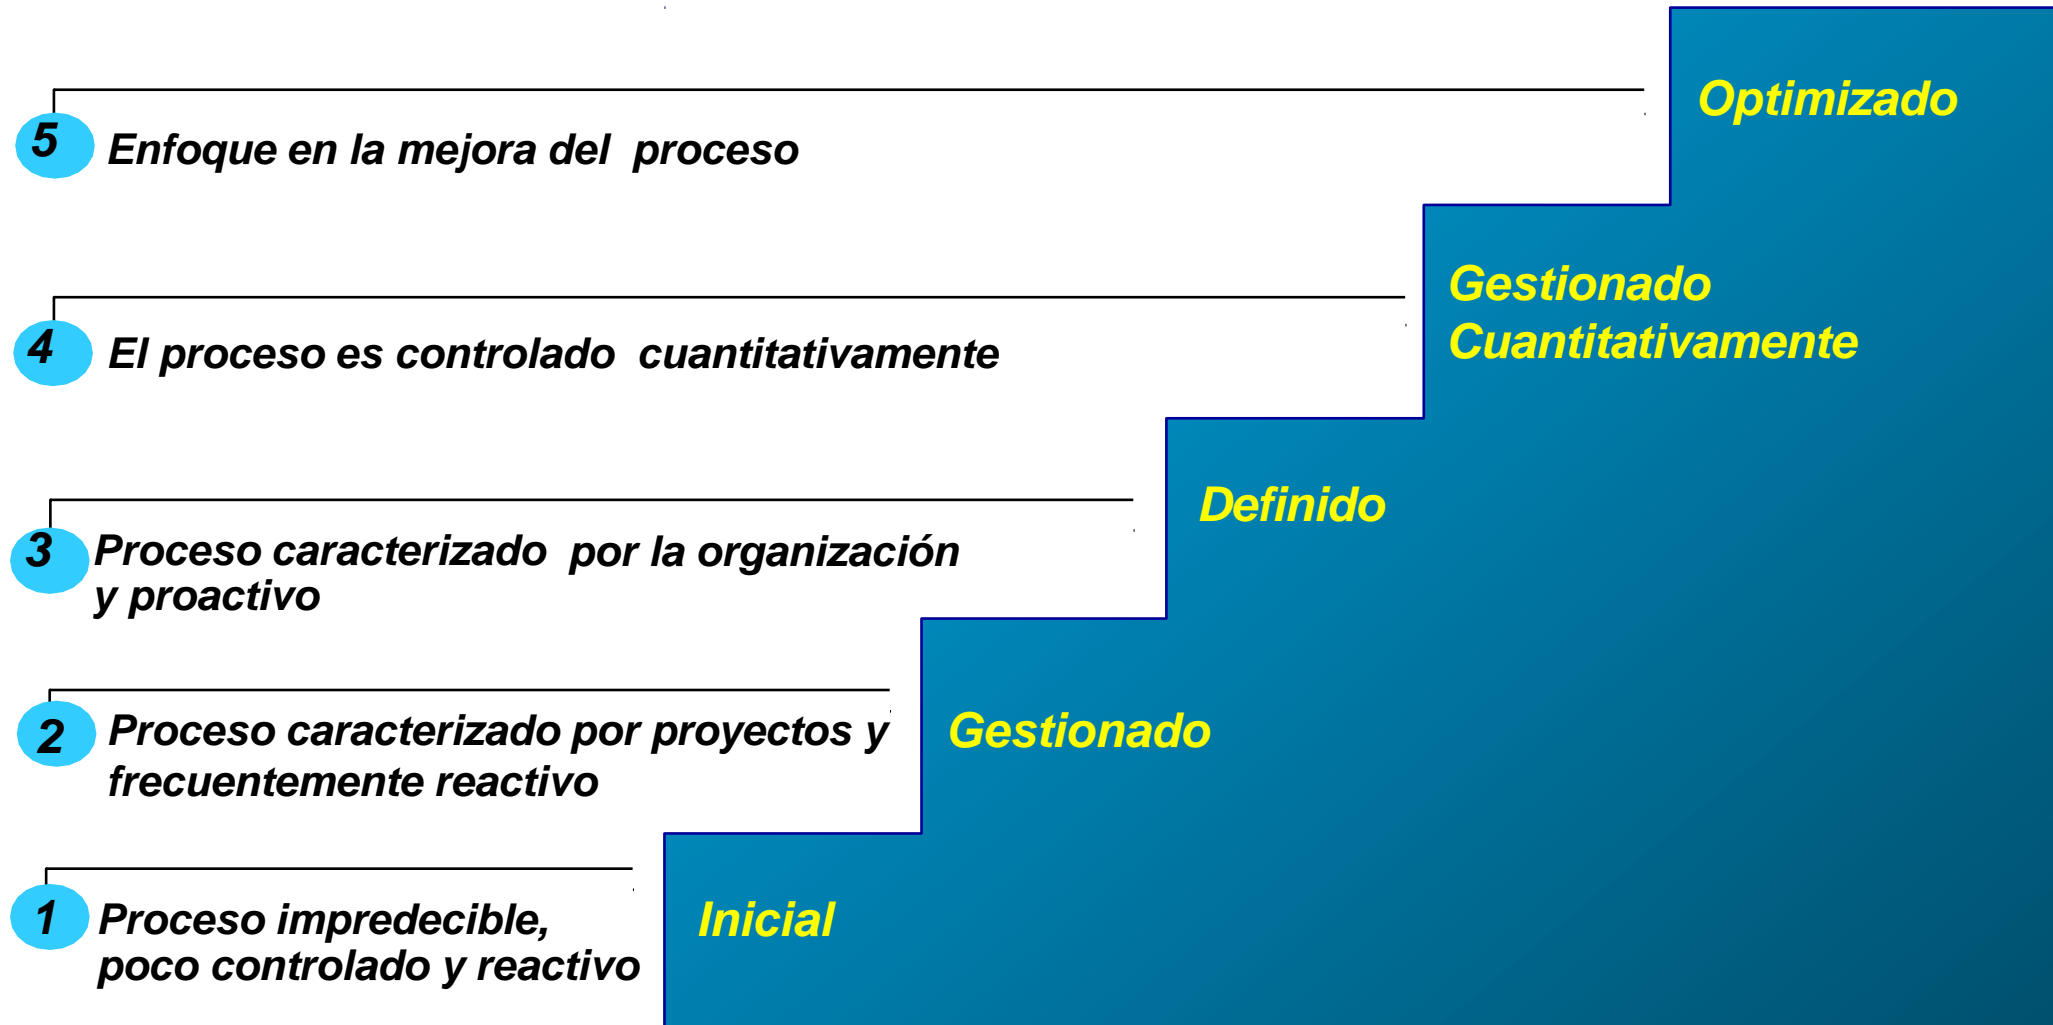 Optimizado
5
Enfoque en la mejora del proceso
Gestionado
Cuantitativamente
4
El proceso es controlado cuantitativamente
Definido
3
Proceso caracterizado por la organización
y proactivo
Gestionado
2
Proceso caracterizado por proyectos y
frecuentemente reactivo
Inicial
1
Proceso impredecible,
poco controlado y reactivo